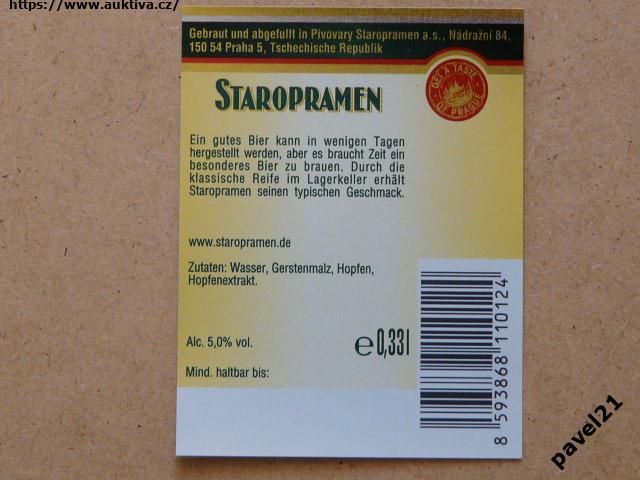 https://www.auktiva.cz/
Gebraut und abgefullt in Pivovary Staropramen a.s., Nádražní 84,
150 54 Praha 5, Tschechische Republik
GET A TASTE
OF PRAGUE
STAROPRAMEN
Ein gutes Bier kann in wenigen Tagen
hergestellt werden, aber es braucht Zeit ein
besonderes Bier zu brauen. Durch die
klassische Reife im Lagerkeller erhält
Staropramen seinen typischen Geschmack.
www.staropramen.de
Zutaten: Wasser, Gerstenmalz, Hopfen,
Hopfenextrakt.
Alc. 5,0% vol.
℮ 0,33l
Mind. haltbar bis:
8 593868 110124
pavel21